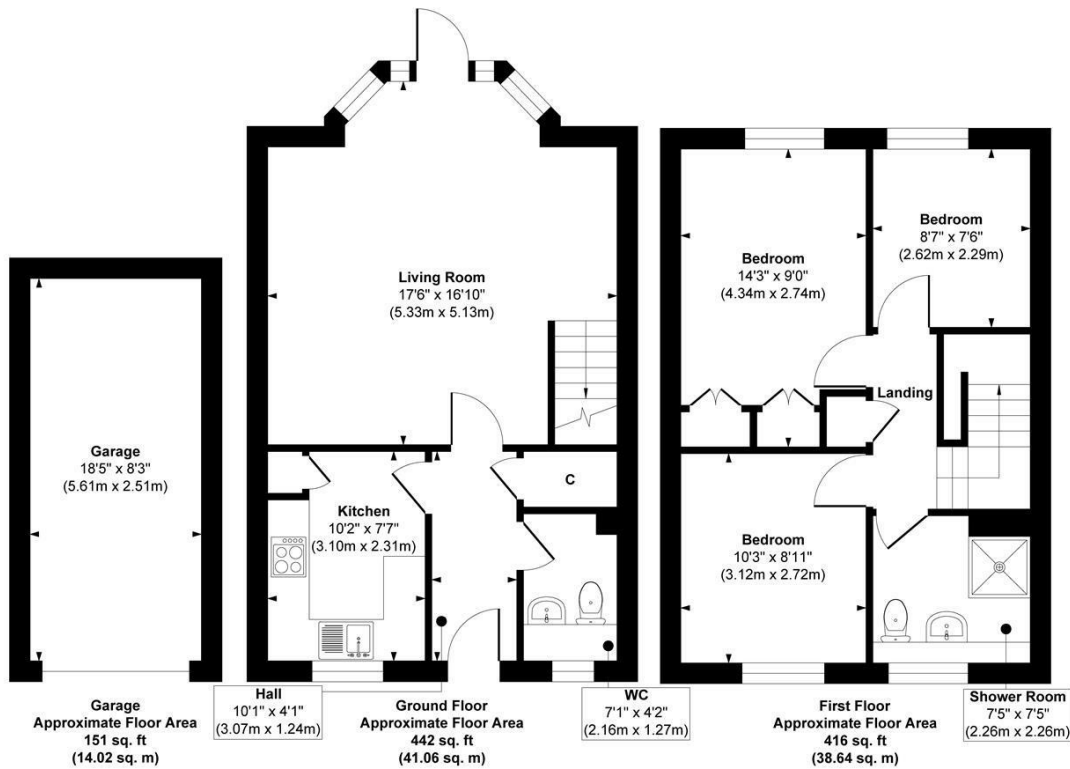 Garage
18'5" x 8'3"
(5.61m x 2.51m)
Garage
Approximate Floor Area
151 sq. ft
(14.02 sq. m)
Living Room
17'6" x 16'10"
(5.33m x 5.13m)
Kitchen
10'2" x 7'7"
(3.10m x 2.31m)
C
Hall
10'1" x 4'1"
(3.07m x 1.24m)
Ground Floor
Approximate Floor Area
442 sq. ft
(41.06 sq. m)
WC
7'1" x 4'2"
(2.16m x 1.27m)
Bedroom
14'3" x 9'0"
(4.34m x 2.74m)
Bedroom
8'7" x 7'6"
(2.62m x 2.29m)
Landing
Bedroom
10'3" x 8'11"
(3.12m x 2.72m)
First Floor
Approximate Floor Area
416 sq. ft
(38.64 sq. m)
Shower Room
7'5" x 7'5"
(2.26m x 2.26m)